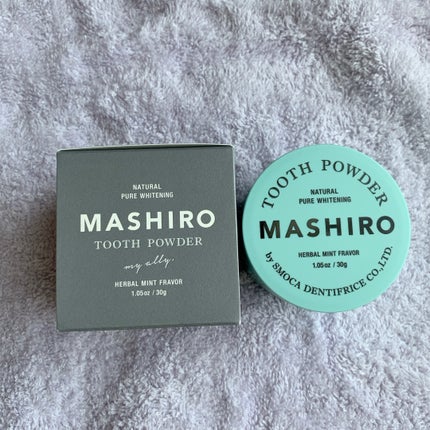 NATURAL
PURE WHITENING
MASHIRO
TOOTH POWDER
my ally.
HERBAL MINT FRAVOR
1.05oz / 30g
TOOTH POWDER
NATURAL
PURE WHITENING
MASHIRO
HERBAL MINT FRAVOR
1.05oz / 30g
by SMOCA DENTIFRICE CO.,LTD.